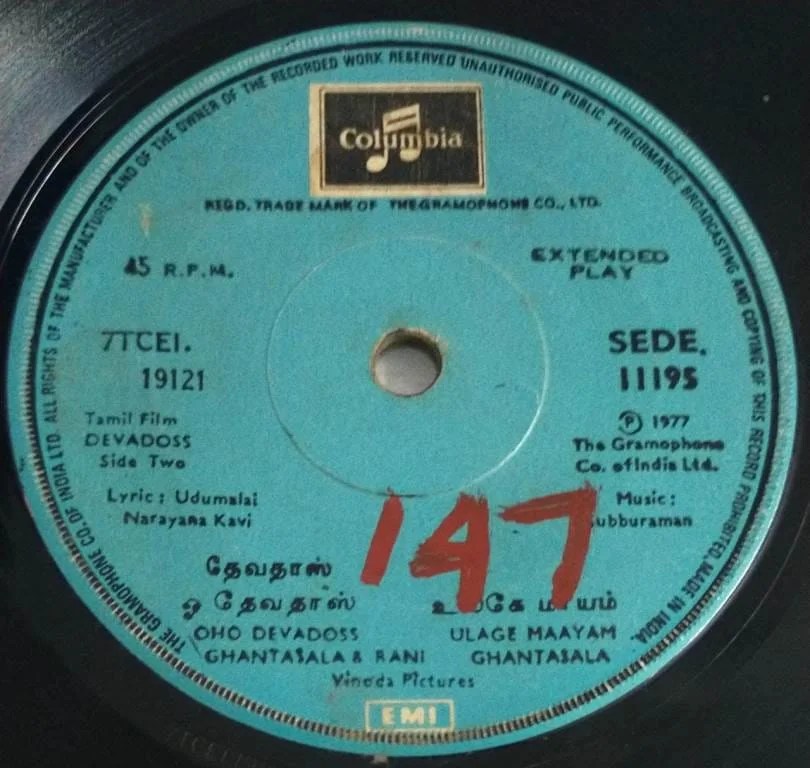 THE GRAMOPHONE CO. OF INDIA LTD. ALL RIGHTS OF THE MANUFACTURER AND OF THE OWNER OF THE RECORDED WORK RESERVED UNAUTHORISED PUBLIC PERFORMANCE BROADCASTING AND COPYING OF THIS RECORD PROHIBITED. MADE IN INDIA
Columbia
REGD. TRADE MARK OF THE GRAMOPHONE CO., LTD.
45 R.P.M.
EXTENDED
PLAY
7TCEI.
19121
SEDE.
11195
Tamil Film
DEVADOSS
Side Two
Ⓟ 1977
The Gramophone
Co. of India Ltd.
Lyric : Udumalai
Narayana Kavi
Music :
ubburaman
147
தேவதாஸ்
ஓ தேவதாஸ்
OHO DEVADOSS ULAGE MAAYAM
GHANTASALA & RANI GHANTASALA
Vinoda Pictures
EMI